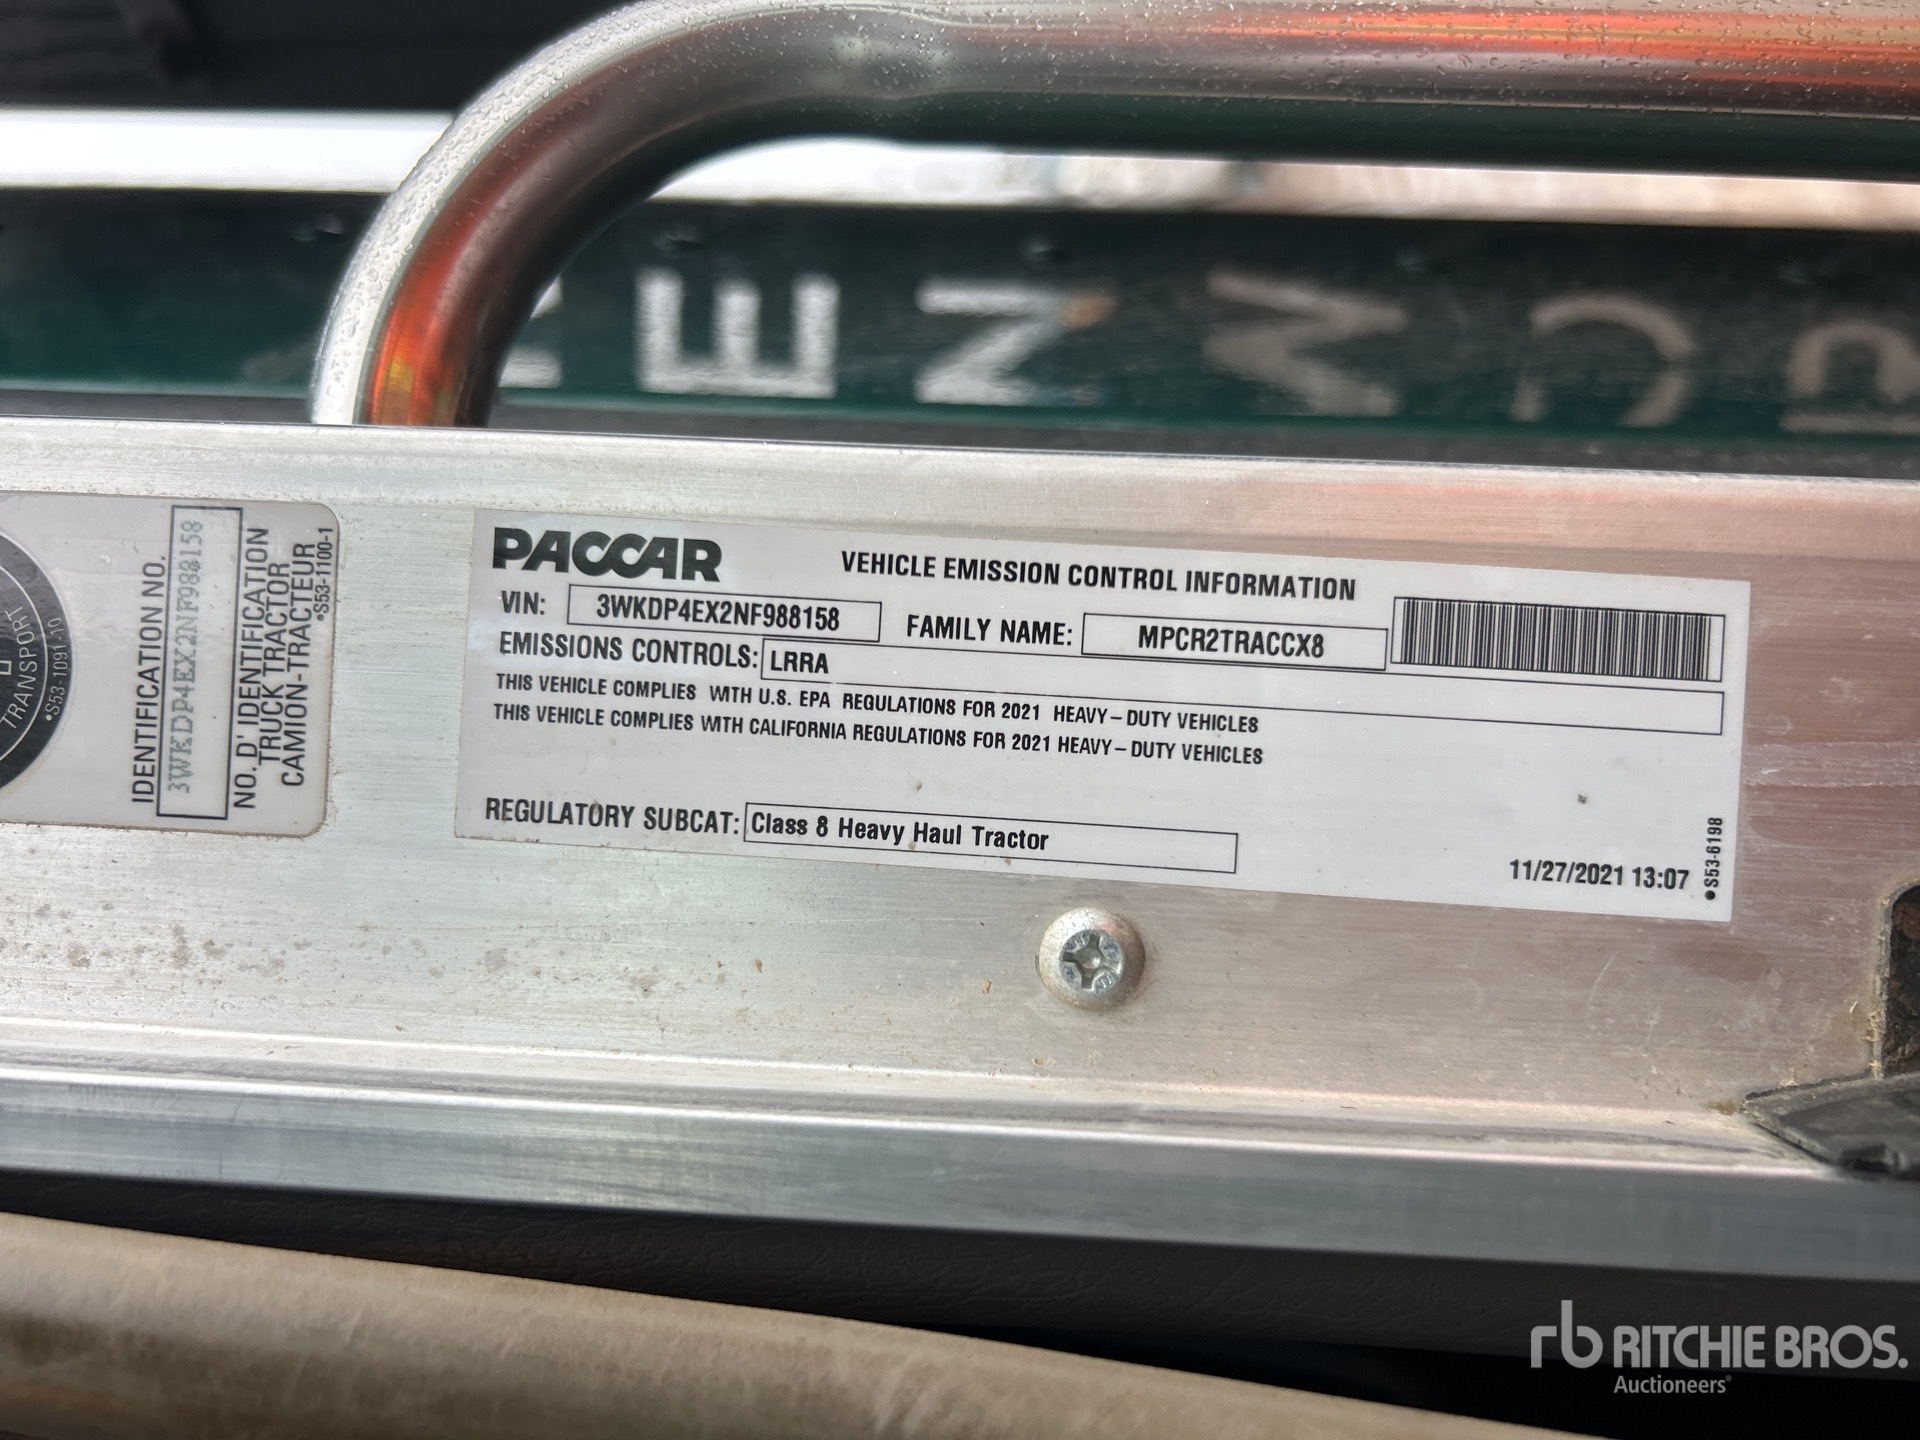 TRANSPORT
•S53-1091-10
IDENTIFICATION NO.
3WKDP4EX2NF988158
NO. D' IDENTIFICATION
TRUCK TRACTOR
CAMION-TRACTEUR
•S53-1100-1
PACCAR
VEHICLE EMISSION CONTROL INFORMATION
VIN: 3WKDP4EX2NF988158 FAMILY NAME: MPCR2TRACCX8
EMISSIONS CONTROLS: LRRA
THIS VEHICLE COMPLIES WITH U.S. EPA REGULATIONS FOR 2021 HEAVY-DUTY VEHICLES
THIS VEHICLE COMPLIES WITH CALIFORNIA REGULATIONS FOR 2021 HEAVY-DUTY VEHICLES
REGULATORY SUBCAT: Class 8 Heavy Haul Tractor
11/27/2021 13:07
•S53-6198
rb RITCHIE BROS.
Auctioneers